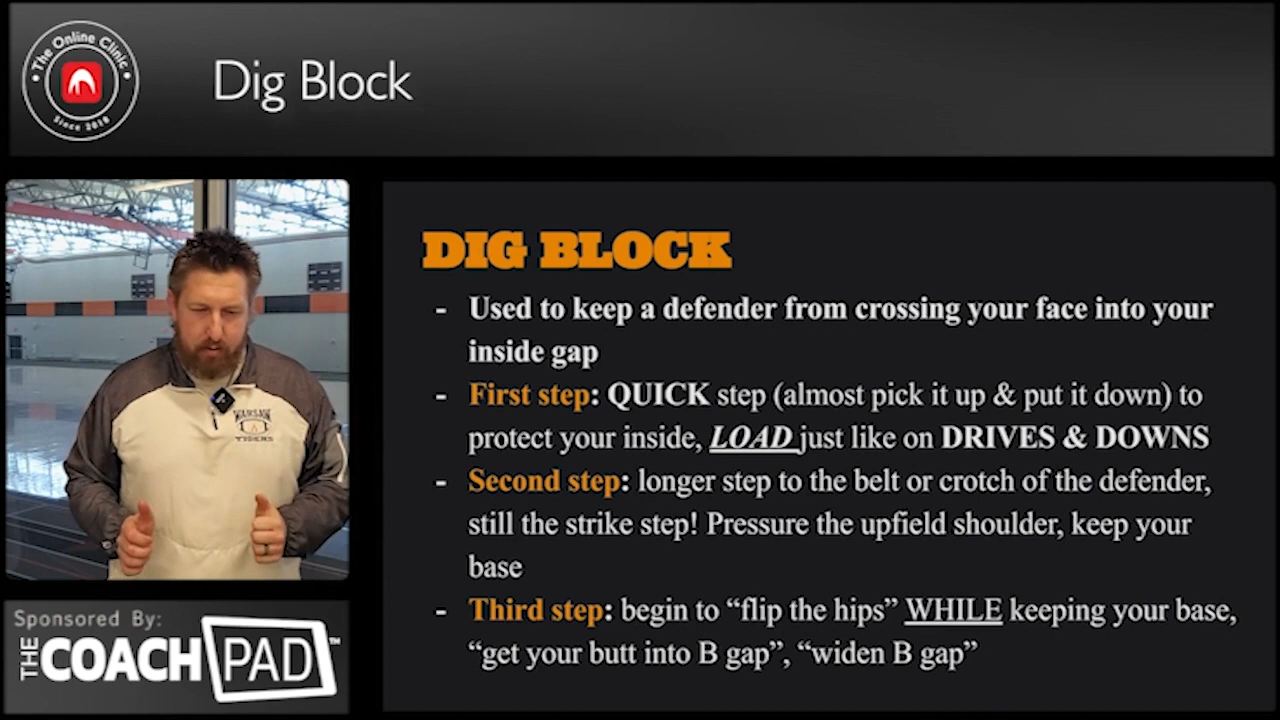 The Online Clinic
Since 2010
Dig Block
WARSAW
TIGERS
Sponsored By:
THE COACHPAD™
DIG BLOCK
- Used to keep a defender from crossing your face into your
inside gap
- First step: QUICK step (almost pick it up & put it down) to
protect your inside, LOAD just like on DRIVES & DOWNS
- Second step: longer step to the belt or crotch of the defender,
still the strike step! Pressure the upfield shoulder, keep your
base
- Third step: begin to “flip the hips” WHILE keeping your base,
“get your butt into B gap”, “widen B gap”